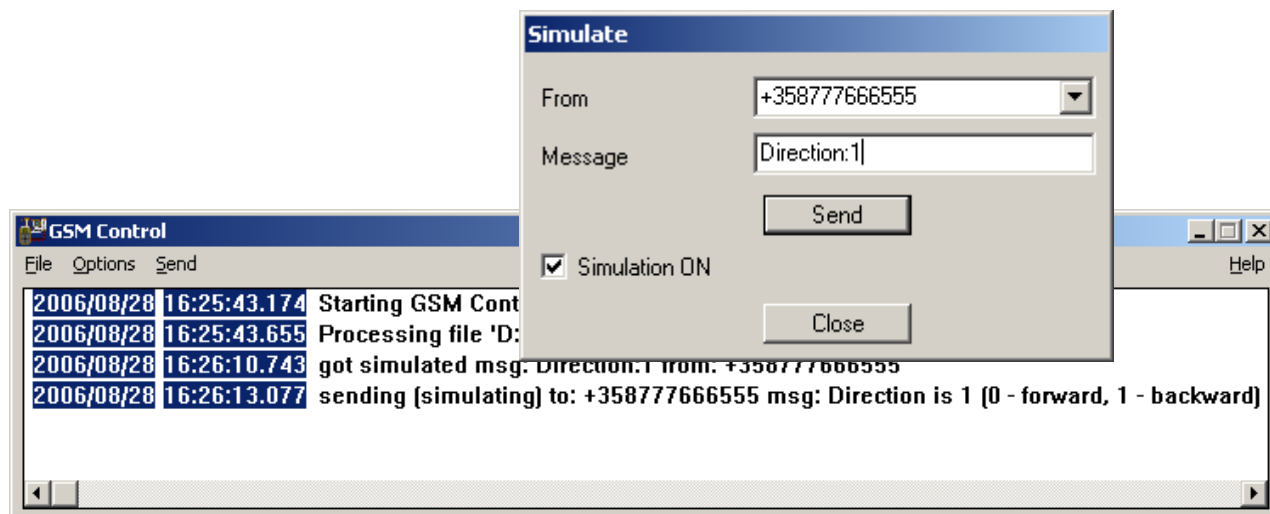 Simulate
From
+358777666555
Message
Direction:1
Send
Simulation ON
Close
GSM Control
File Options Send Help
2006/08/28 16:25:43.174 Starting GSM
2006/08/28 16:25:43.655 Processing file 'D:
2006/08/28 16:26:10.743 got simulated msg: Direction:1 from: +358777666555
2006/08/28 16:26:13.077 sending (simulating) to: +358777666555 msg: Direction is 1 (0 - forward, 1 - backward)